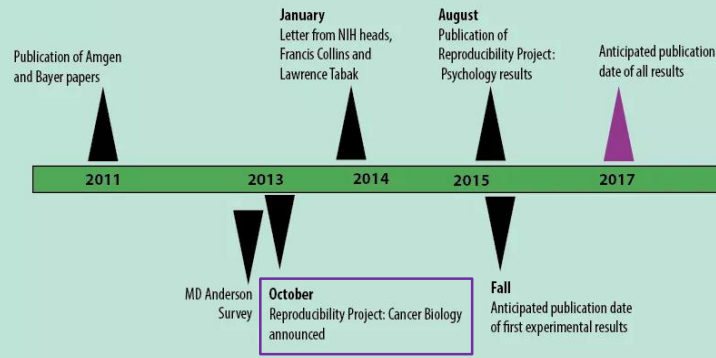 Publication of Amgen
and Bayer papers
January
Letter from NIH heads,
Francis Collins and
Lawrence Tabak
August
Publication of
Reproducibility Project:
Psychology results
Anticipated publication
date of all results
2011
2013
2014
2015
2017
MD Anderson
Survey
October
Reproducibility Project: Cancer Biology
announced
Fall
Anticipated publication date
of first experimental results